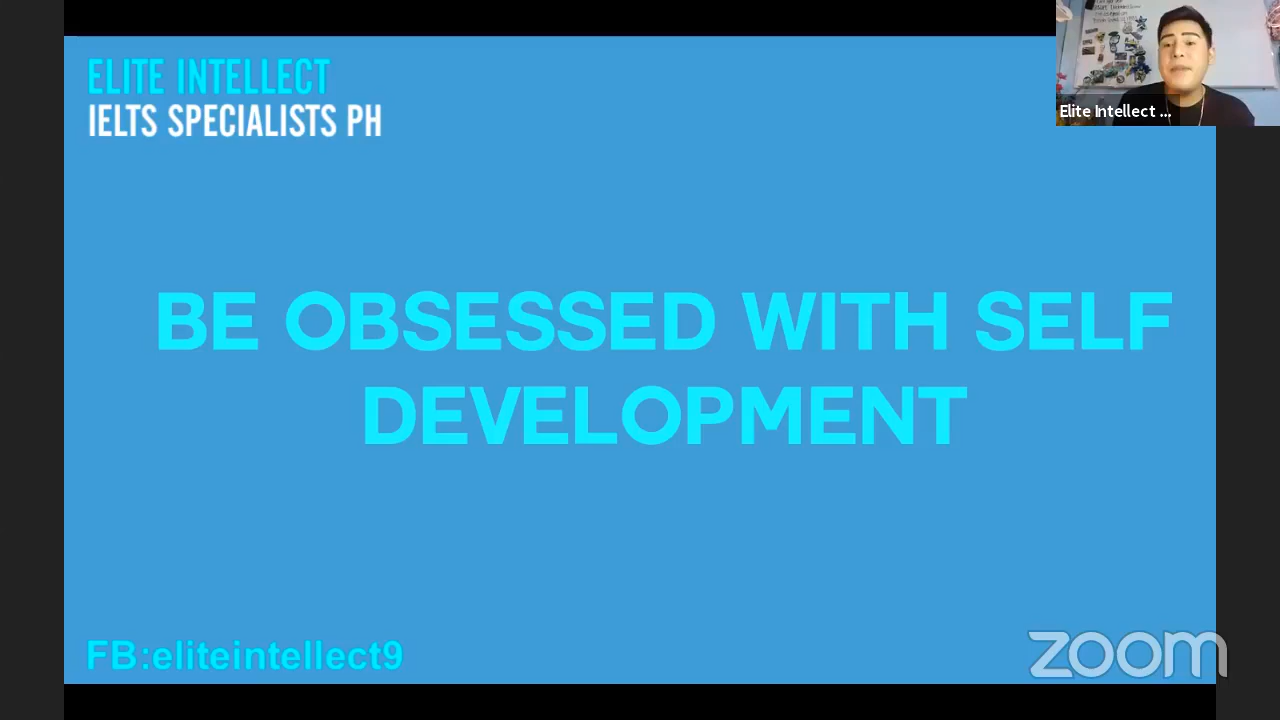 ELITE INTELLECT
IELTS SPECIALISTS PH
Elite Intellect ...
BE OBSESSED WITH SELF
DEVELOPMENT
FB:eliteintellect9
zoom